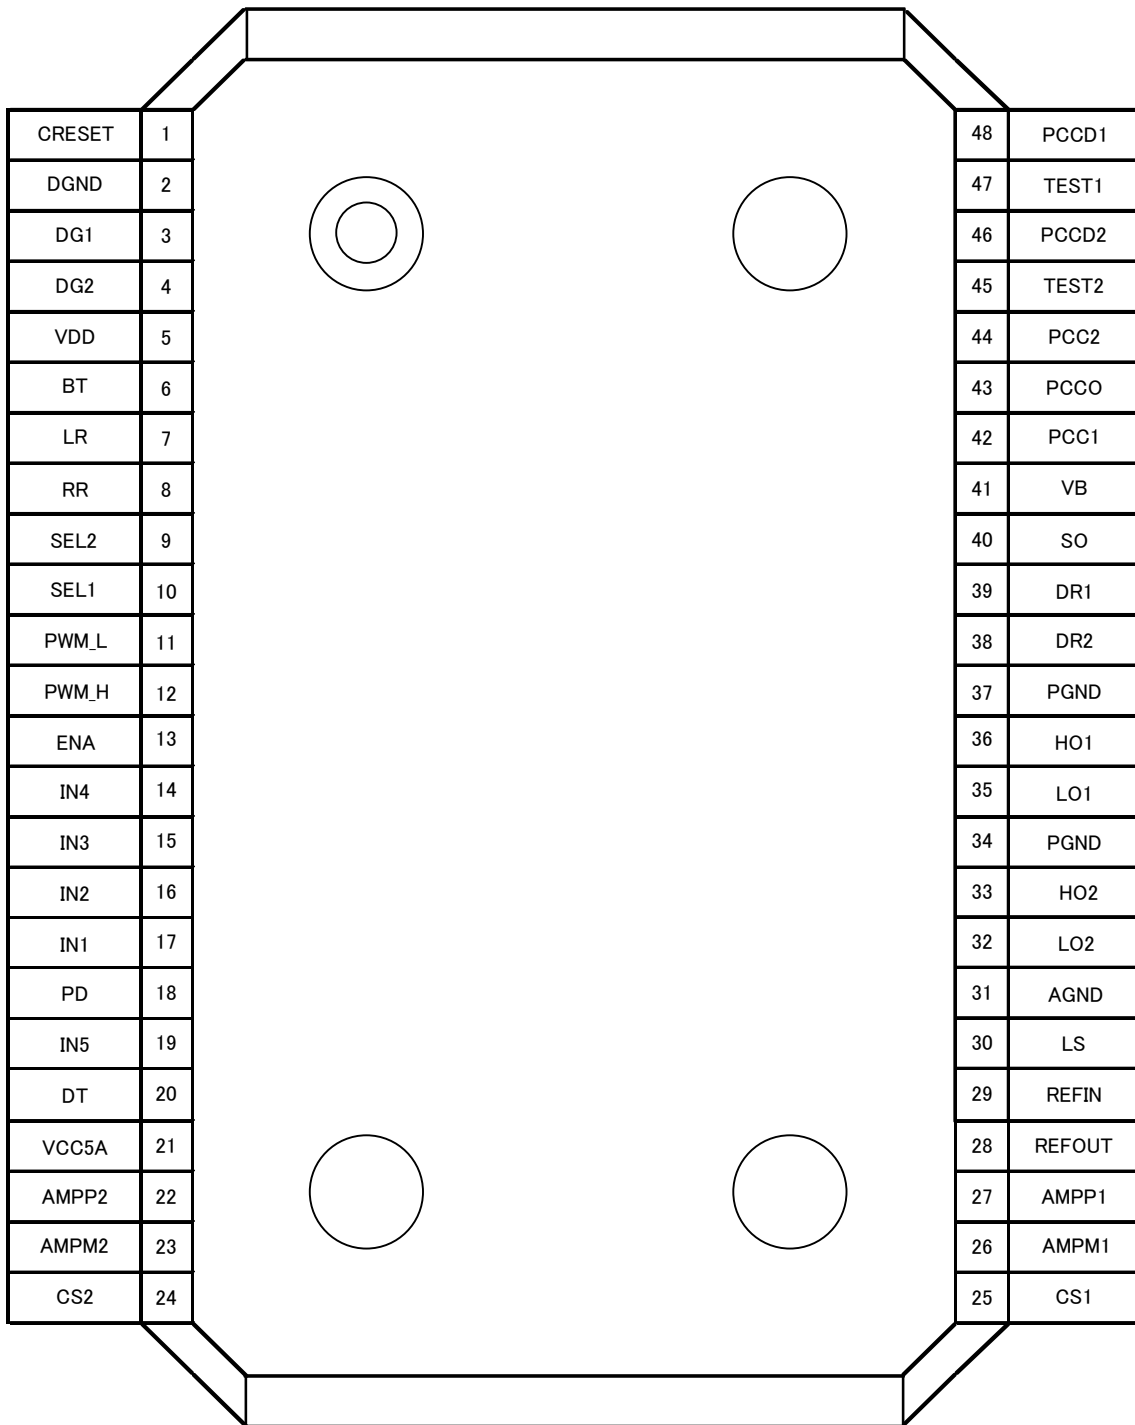 CRESET 1 48 PCCD1
DGND 2 47 TEST1
DG1 3 46 PCCD2
DG2 4 45 TEST2
VDD 5 44 PCC2
BT 6 43 PCCO
LR 7 42 PCC1
RR 8 41 VB
SEL2 9 40 SO
SEL1 10 39 DR1
PWM_L 11 38 DR2
PWM_H 12 37 PGND
ENA 13 36 HO1
IN4 14 35 LO1
IN3 15 34 PGND
IN2 16 33 HO2
IN1 17 32 LO2
PD 18 31 AGND
IN5 19 30 LS
DT 20 29 REFIN
VCC5A 21 28 REFOUT
AMPP2 22 27 AMPP1
AMPM2 23 26 AMPM1
CS2 24 25 CS1